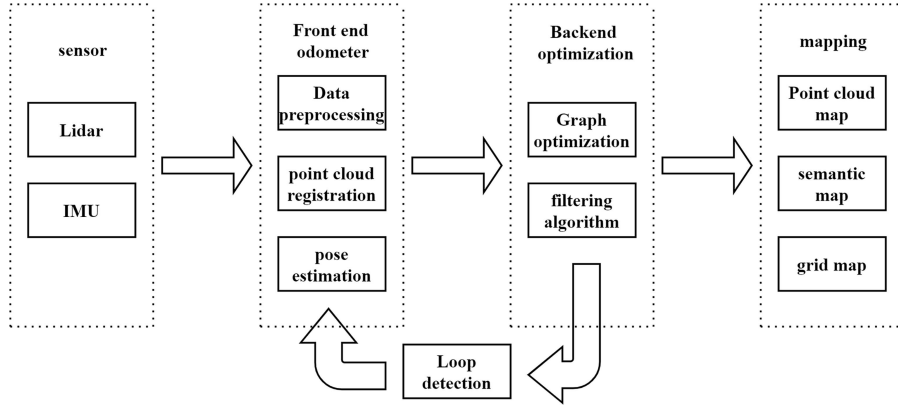 sensor
Lidar
IMU
Front end
odometer
Data
preprocessing
point cloud
registration
pose
estimation
Backend
optimization
Graph
optimization
filtering
algorithm
mapping
Point cloud
map
semantic
map
grid map
Loop
detection